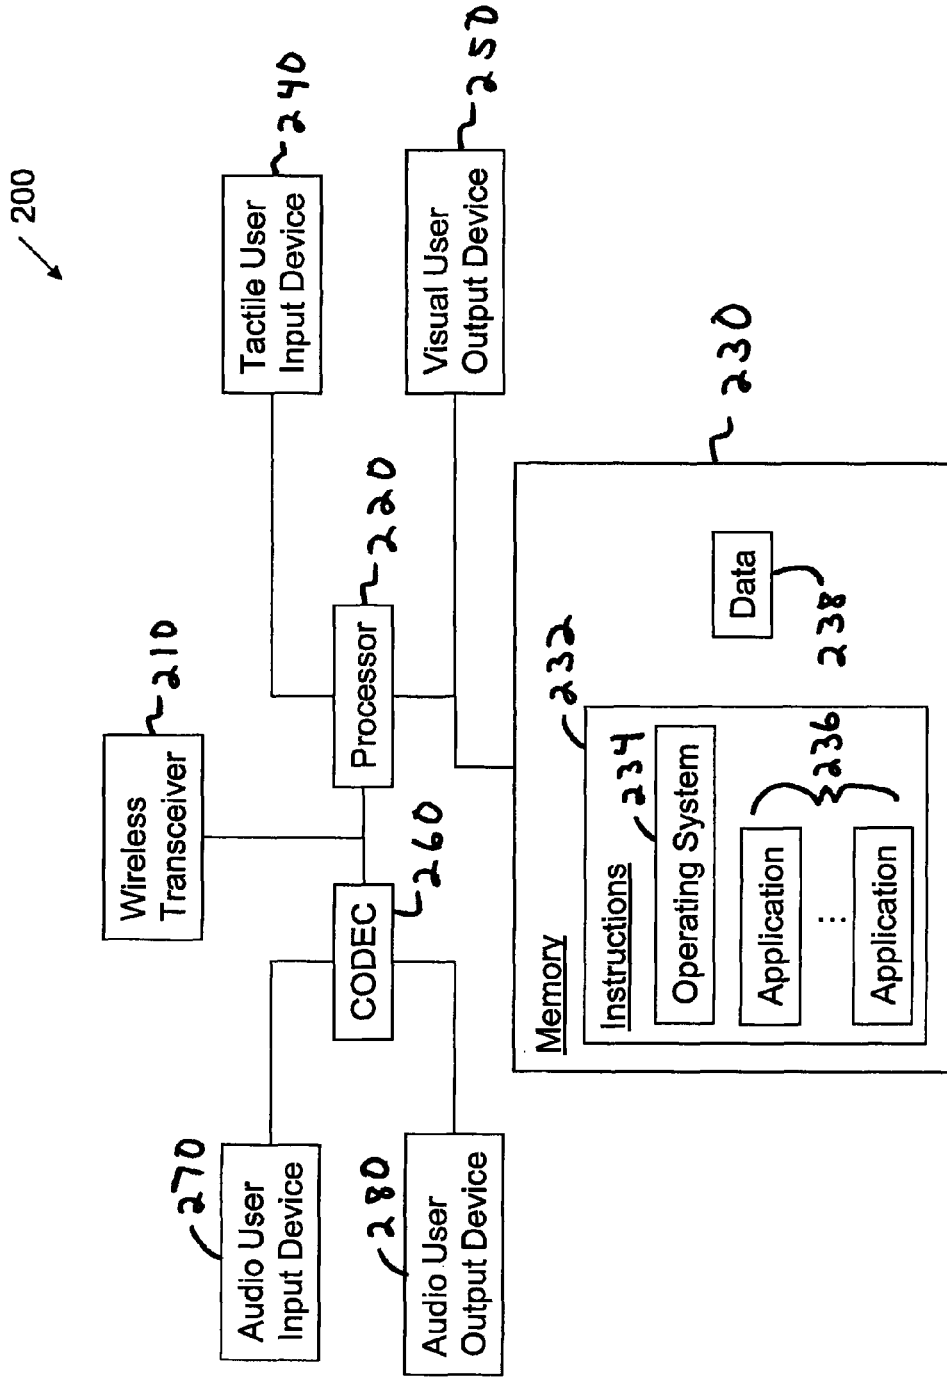 200
Wireless
Transceiver
210
Audio User
Input Device
270
Tactile User
Input Device
240
CODEC
260
Processor
220
Audio User
Output Device
280
Visual User
Output Device
250
Memory
230
Instructions
232
Operating System
234
Application
...
Application
236
Data
238